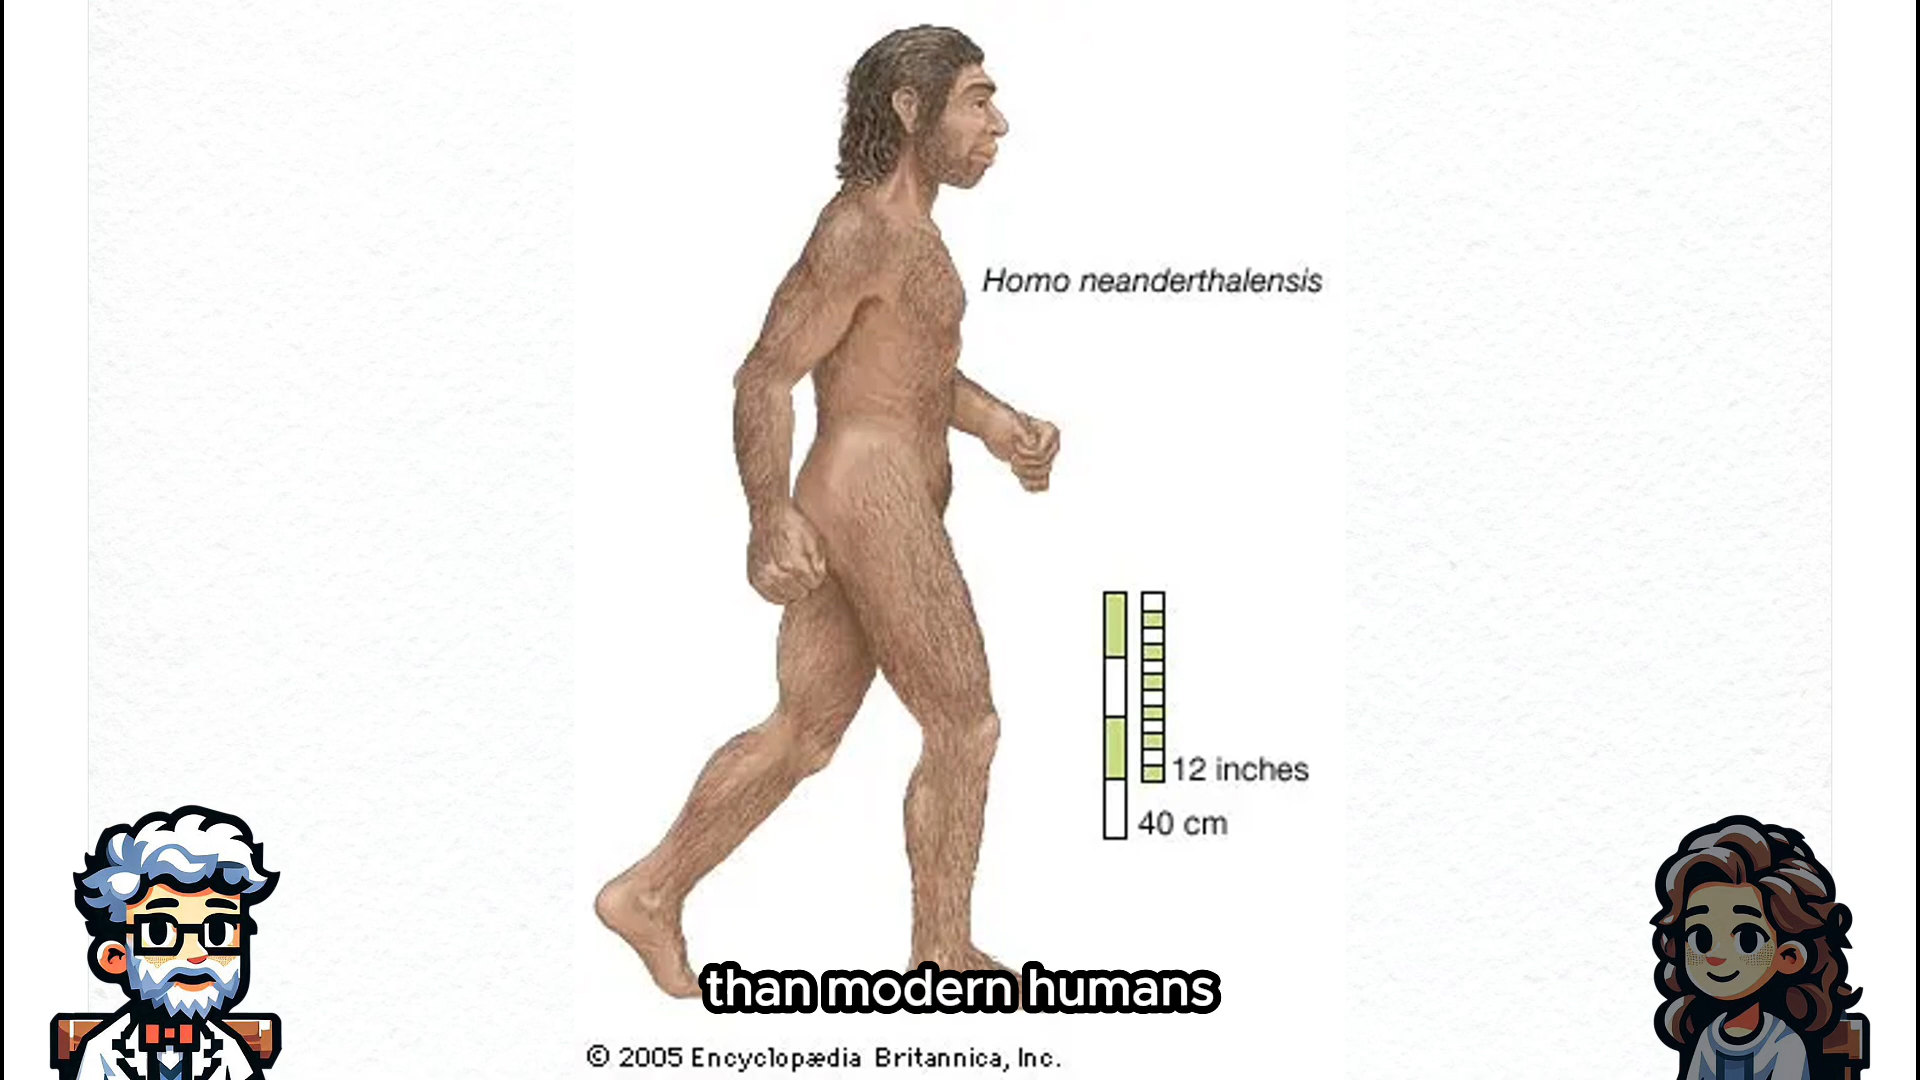 Homo neanderthalensis
12 inches
40 cm
than modern humans
© 2005 Encyclopædia Britannica, Inc.